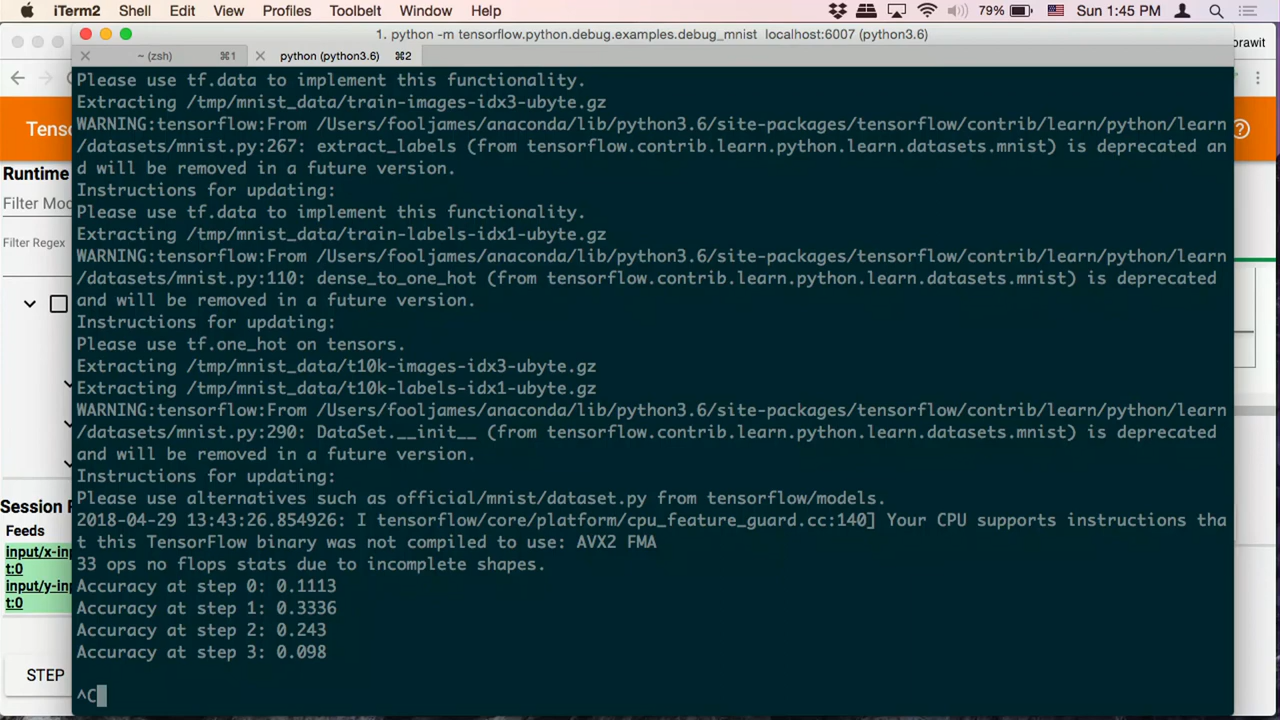 iTerm2 Shell Edit View Profiles Toolbelt Window Help 79% Sun 1:45 PM
1. python -m tensorflow.python.debug.examples.debug_mnist localhost:6007 (python3.6)
~ (zsh) ⌘1 python (python3.6) ⌘2
Please use tf.data to implement this functionality.
Extracting /tmp/mnist_data/train-images-idx3-ubyte.gz
WARNING:tensorflow:From /Users/fooljames/anaconda/lib/python3.6/site-packages/tensorflow/contrib/learn/python/learn
/datasets/mnist.py:267: extract_labels (from tensorflow.contrib.learn.python.learn.datasets.mnist) is deprecated an
d will be removed in a future version.
Instructions for updating:
Please use tf.data to implement this functionality.
Extracting /tmp/mnist_data/train-labels-idx1-ubyte.gz
WARNING:tensorflow:From /Users/fooljames/anaconda/lib/python3.6/site-packages/tensorflow/contrib/learn/python/learn
/datasets/mnist.py:110: dense_to_one_hot (from tensorflow.contrib.learn.python.learn.datasets.mnist) is deprecated
and will be removed in a future version.
Instructions for updating:
Please use tf.one_hot on tensors.
Extracting /tmp/mnist_data/t10k-images-idx3-ubyte.gz
Extracting /tmp/mnist_data/t10k-labels-idx1-ubyte.gz
WARNING:tensorflow:From /Users/fooljames/anaconda/lib/python3.6/site-packages/tensorflow/contrib/learn/python/learn
/datasets/mnist.py:290: DataSet.__init__ (from tensorflow.contrib.learn.python.learn.datasets.mnist) is deprecated
and will be removed in a future version.
Instructions for updating:
Please use alternatives such as official/mnist/dataset.py from tensorflow/models.
2018-04-29 13:43:26.854926: I tensorflow/core/platform/cpu_feature_guard.cc:140] Your CPU supports instructions tha
t this TensorFlow binary was not compiled to use: AVX2 FMA
33 ops no flops stats due to incomplete shapes.
Accuracy at step 0: 0.1113
Accuracy at step 1: 0.3336
Accuracy at step 2: 0.243
Accuracy at step 3: 0.098
^C
Tenso
Runtime
Filter Mod
Filter Regex
Session
Feeds
input/x-in
t:0
input/y-in
t:0
STEP
rawit